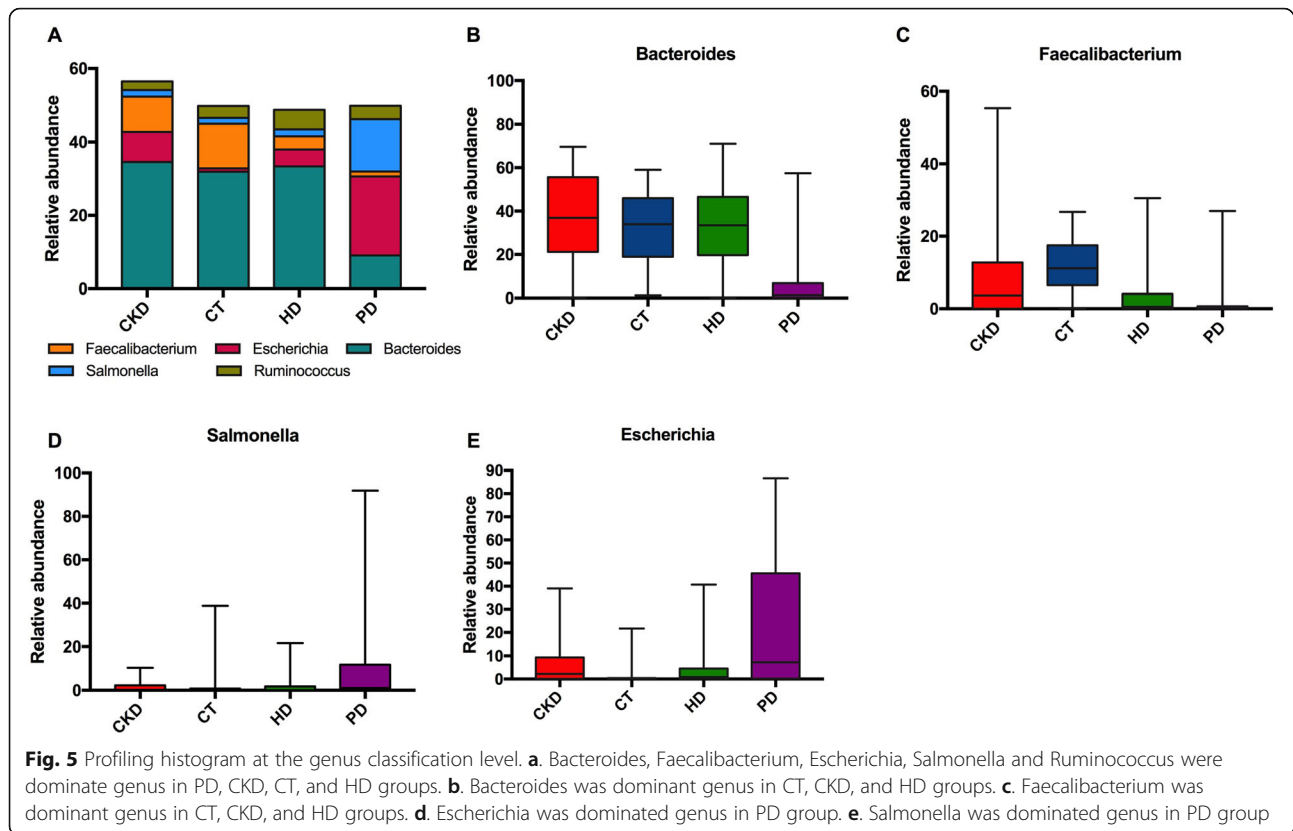 A
Relative abundance
60
40
20
0
CKD
CT
HD
PD
Faecalibacterium
Escherichia
Bacteroides
Salmonella
Ruminococcus
B
Bacteroides
Relative abundance
100
80
60
40
20
0
CKD
CT
HD
PD
C
Faecalibacterium
Relative abundance
60
40
20
0
CKD
CT
HD
PD
D
Salmonella
Relative abundance
100
80
60
40
20
0
CKD
CT
HD
PD
E
Escherichia
Relative abundance
90
80
70
60
50
40
30
20
10
0
CKD
CT
HD
PD
Fig. 5 Profiling histogram at the genus classification level. a. Bacteroides, Faecalibacterium, Escherichia, Salmonella and Ruminococcus were
dominate genus in PD, CKD, CT, and HD groups. b. Bacteroides was dominant genus in CT, CKD, and HD groups. c. Faecalibacterium was
dominant genus in CT, CKD, and HD groups. d. Escherichia was dominated genus in PD group. e. Salmonella was dominated genus in PD group